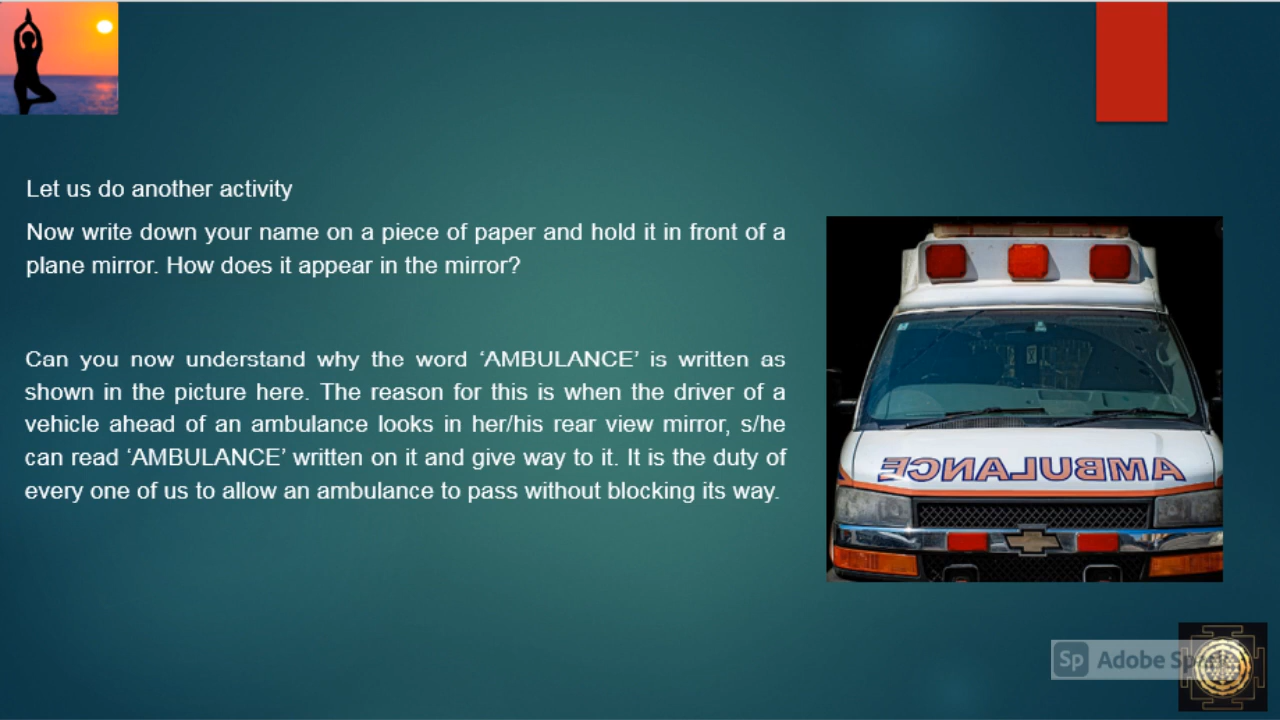 Let us do another activity
Now write down your name on a piece of paper and hold it in front of a
plane mirror. How does it appear in the mirror?
Can you now understand why the word ‘AMBULANCE’ is written as
shown in the picture here. The reason for this is when the driver of a
vehicle ahead of an ambulance looks in her/his rear view mirror, s/he
can read ‘AMBULANCE’ written on it and give way to it. It is the duty of
every one of us to allow an ambulance to pass without blocking its way.
AMBULANCE
Sp Adobe Spark